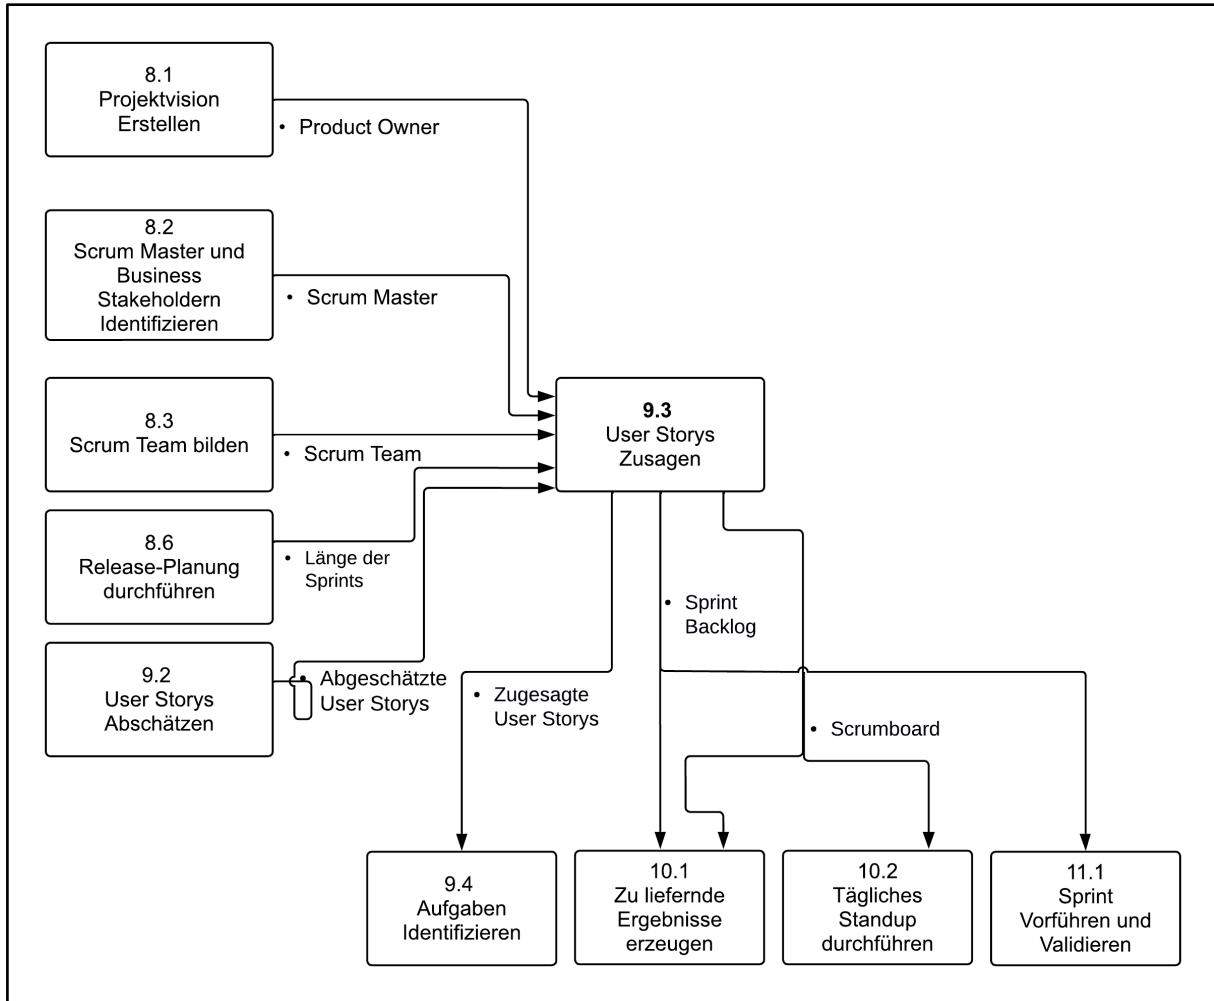 8.1
Projektvision
Erstellen
• Product Owner
8.2
Scrum Master und
Business
Stakeholdern
Identifizieren
• Scrum Master
8.3
Scrum Team bilden
• Scrum Team
9.3
User Storys
Zusagen
8.6
Release-Planung
durchführen
• Länge der
Sprints
9.2
User Storys
Abschätzen
• Abgeschätzte
User Storys
• Sprint
Backlog
• Zugesagte
User Storys
• Scrumboard
9.4
Aufgaben
Identifizieren
10.1
Zu liefernde
Ergebnisse
erzeugen
10.2
Tägliches
Standup
durchführen
11.1
Sprint
Vorführen und
Validieren